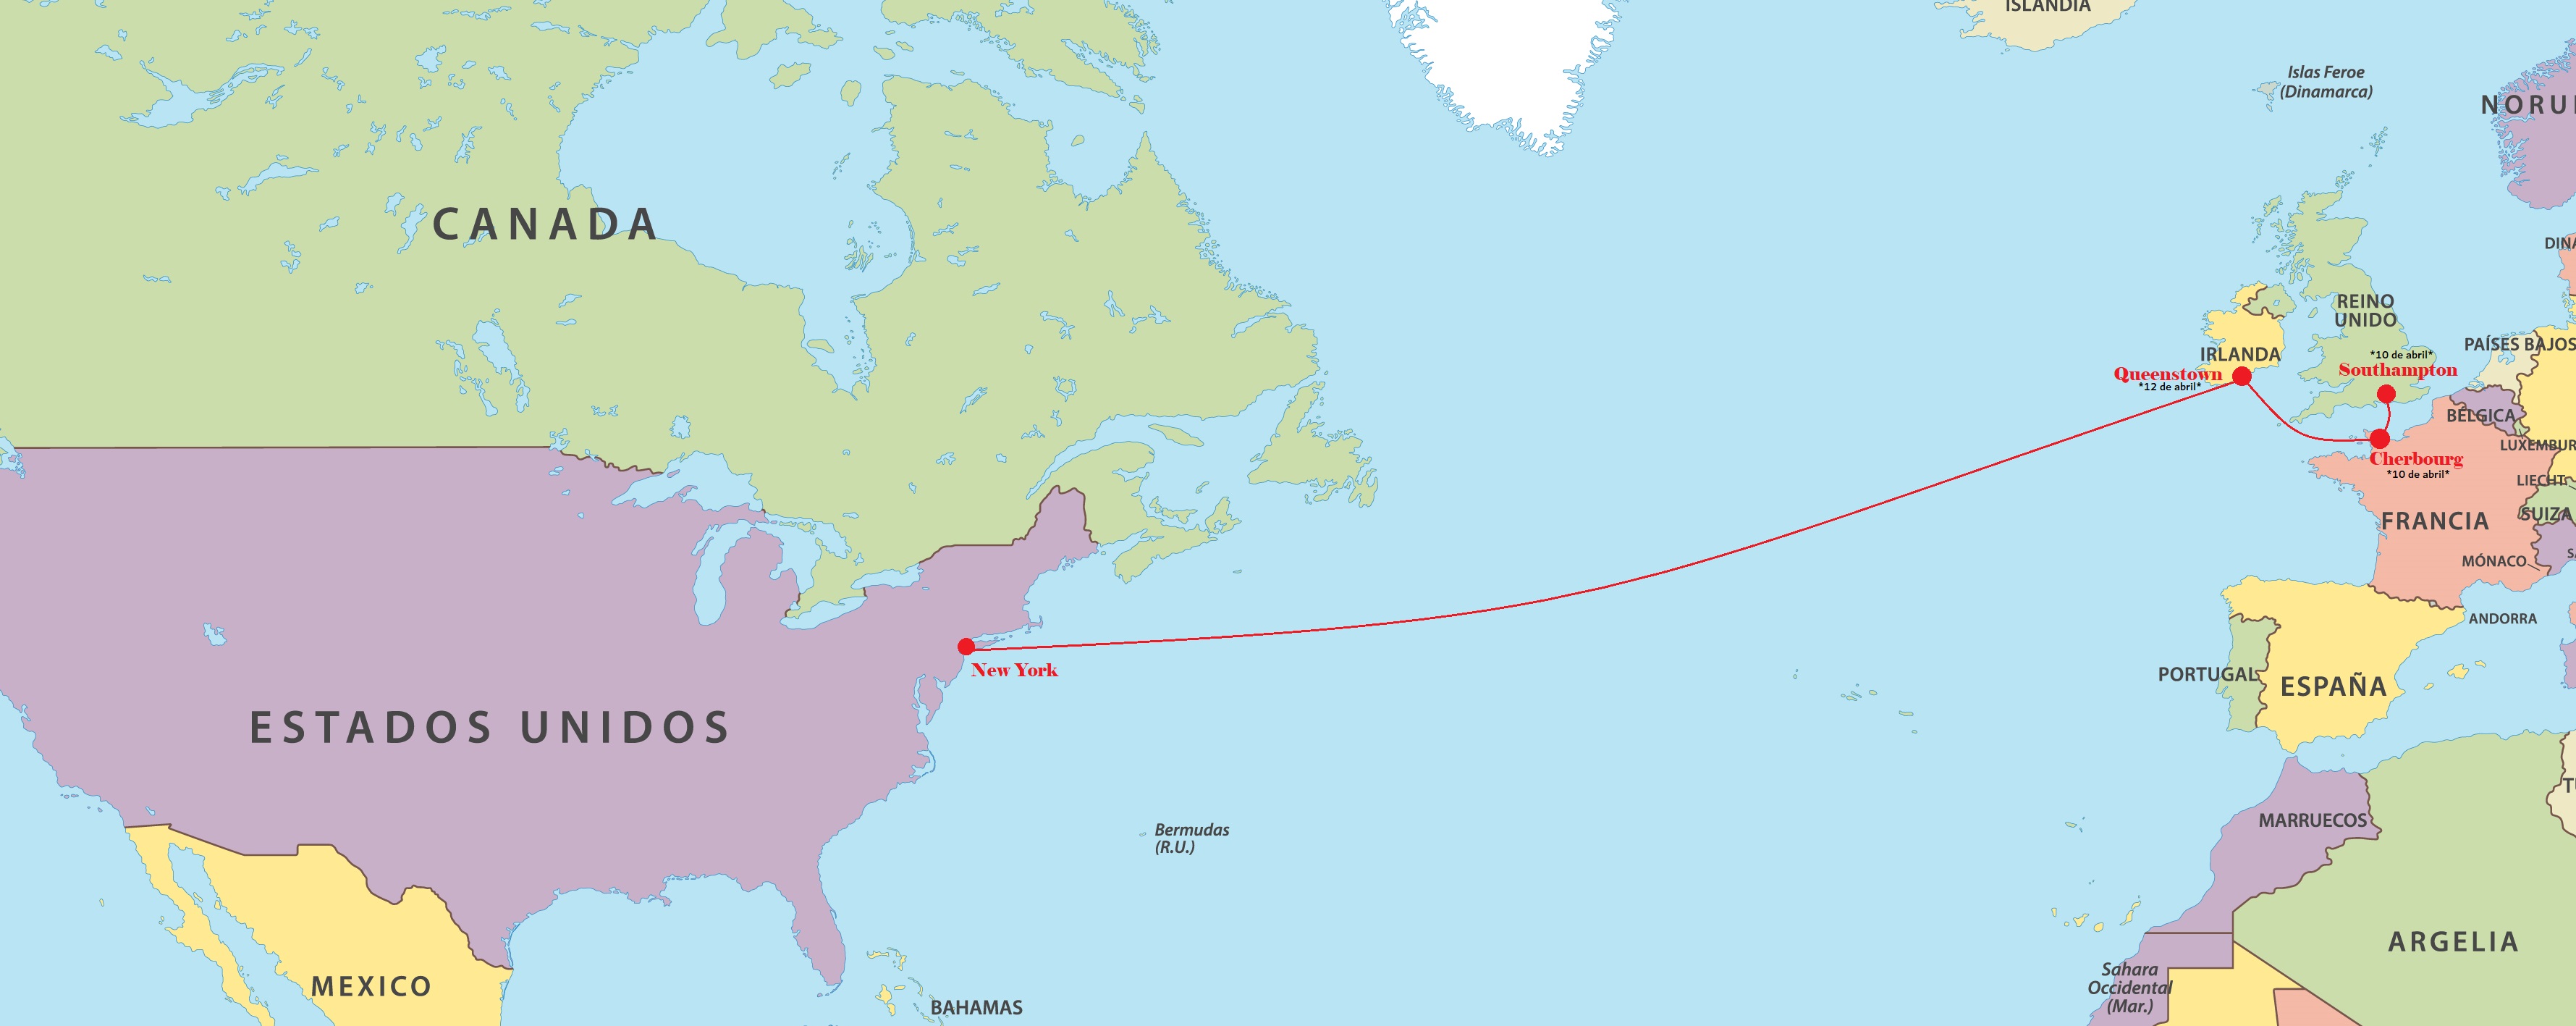 ISLANDIA
Islas Feroe
(Dinamarca)
NORU
CANADA
DINA
REINO
UNIDO
PAÍSES BAJOS
IRLANDA
*10 de abril*
Southampton
Queenstown
*12 de abril*
BÉLGICA
LUXEMBUR
Cherbourg
*10 de abril*
LIECHT.
SUIZA
FRANCIA
MÓNACO
ANDORRA
New York
PORTUGAL
ESPAÑA
ESTADOS UNIDOS
MARRUECOS
Bermudas
(R.U.)
ARGELIA
MEXICO
Sahara
Occidental
(Mar.)
BAHAMAS